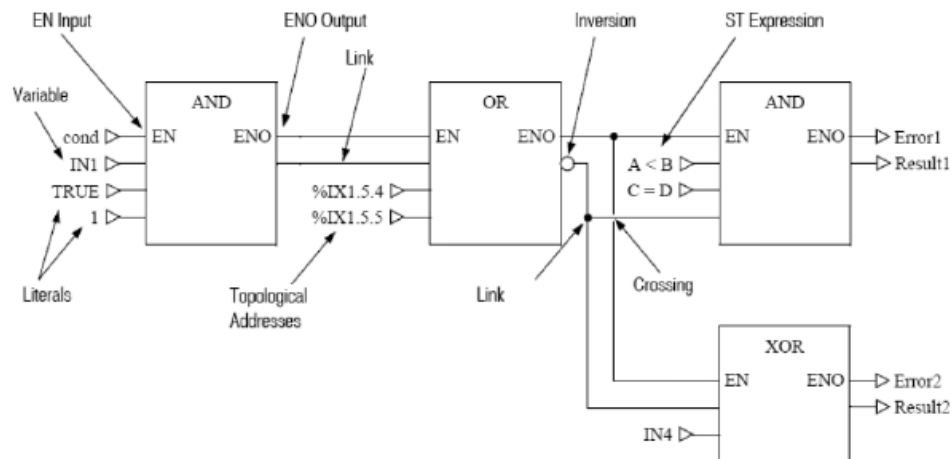 EN Input
ENO Output
Inversion
ST Expression
Link
Variable
AND
OR
AND
cond
EN
ENO
EN
ENO
EN
ENO
Error1
IN1
A < B
Result1
TRUE
%IX1.5.4
C = D
1
%IX1.5.5
Literals
Topological
Addresses
Link
Crossing
XOR
EN
ENO
Error2
Result2
IN4